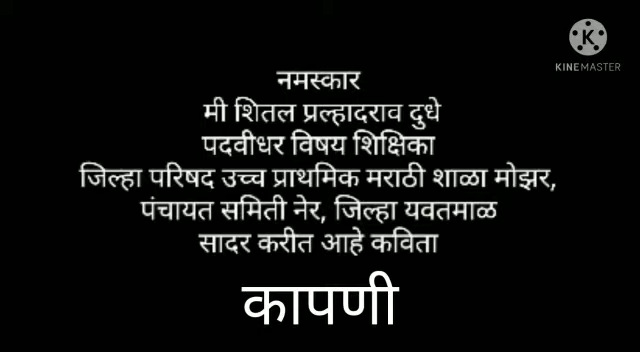 KINEMASTER
नमस्कार
मी शितल प्रल्हादराव दुधे
पदवीधर विषय शिक्षिका
जिल्हा परिषद उच्च प्राथमिक मराठी शाळा मोझर,
पंचायत समिती नेर, जिल्हा यवतमाळ
सादर करीत आहे कविता
कापणी